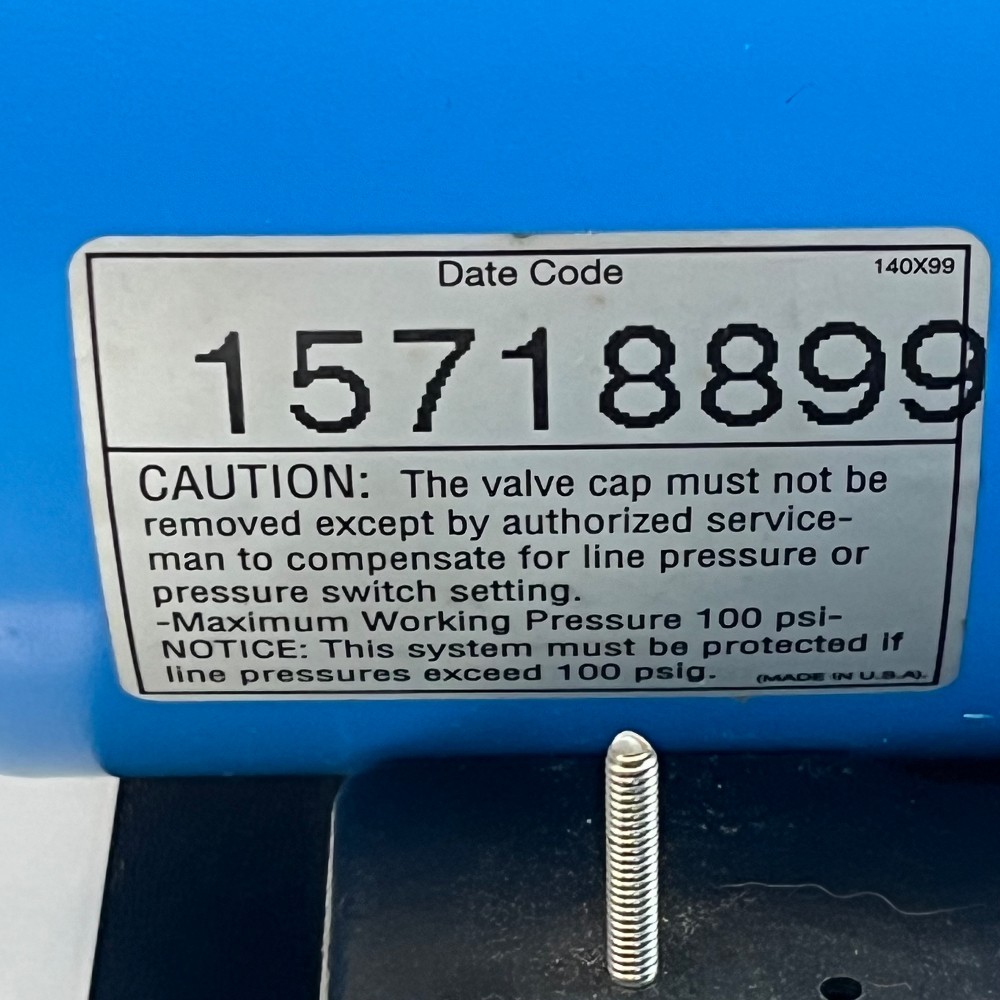 Date Code
140X99
15718899
CAUTION: The valve cap must not be
removed except by authorized service-
man to compensate for line pressure or
pressure switch setting.
-Maximum Working Pressure 100 psi-
NOTICE: This system must be protected if
line pressures exceed 100 psig.
(MADE IN U.S.A).